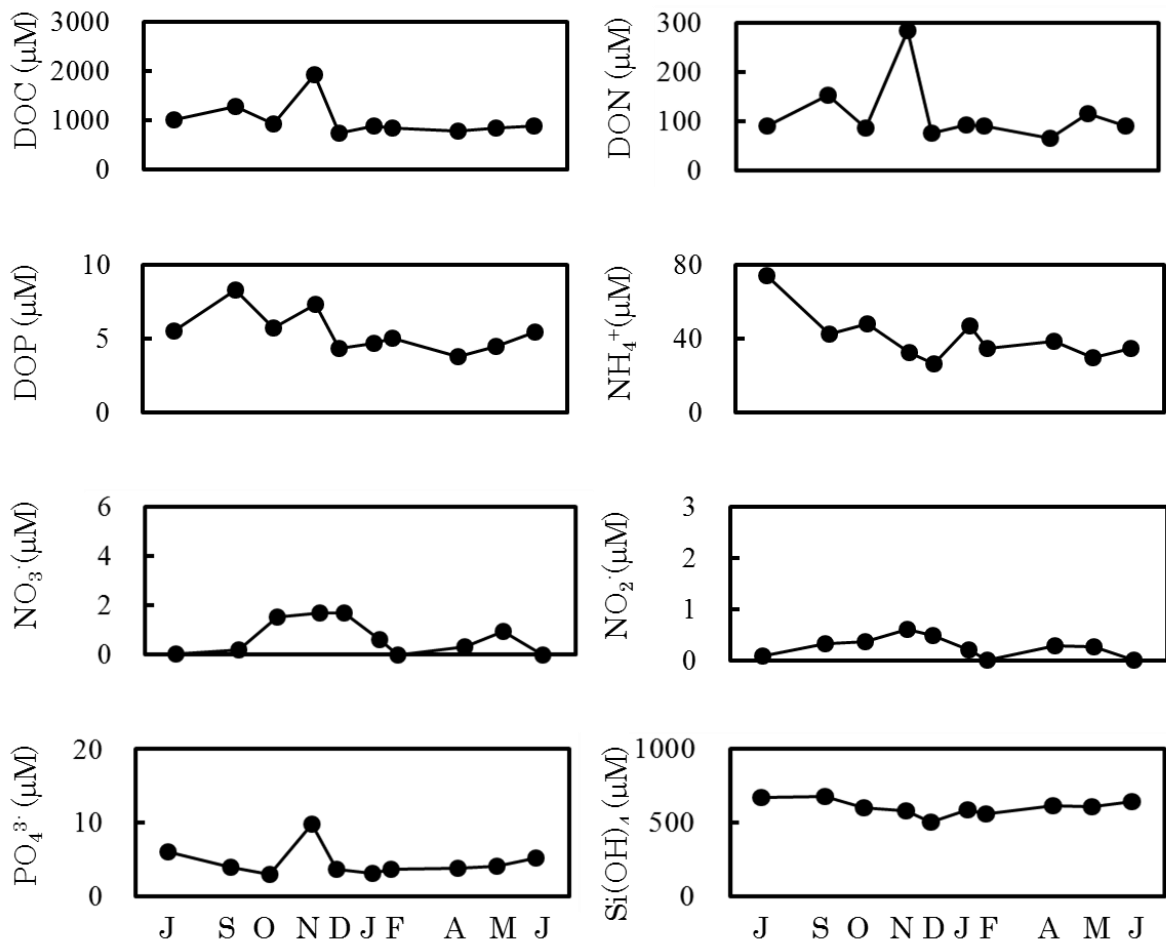 DOC (μM)
3000
2000
1000
0
DON (μM)
300
200
100
0
DOP (μM)
10
5
0
NH₄⁺(μM)
80
40
0
NO₃⁻(μM)
6
4
2
0
NO₂⁻(μM)
3
2
1
0
PO₄³⁻(μM)
20
10
0
J S O N D J F A M J
Si(OH)₄ (μM)
1000
500
0
J S O N D J F A M J